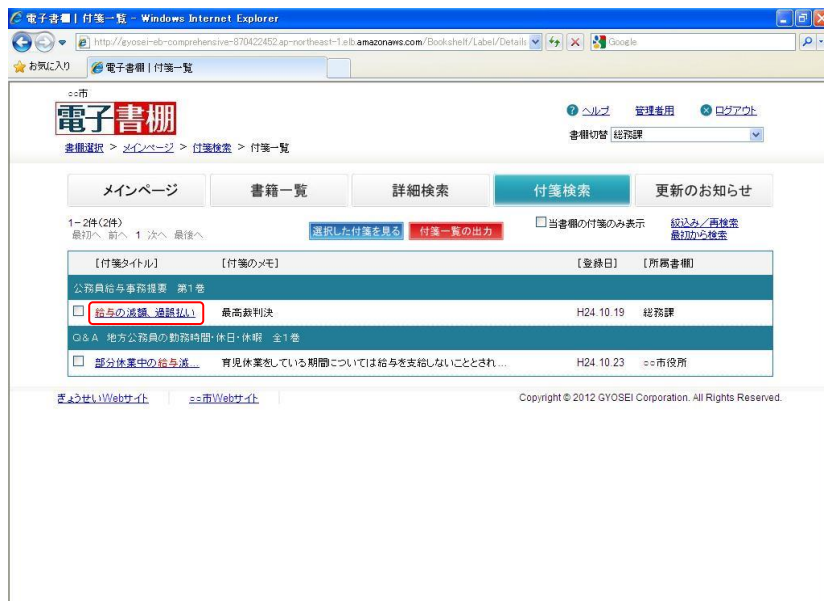 電子書棚 | 付箋一覧 - Windows Internet Explorer
http://gyosei-eb-comprehensive-870422452.ap-northeast-1.elb.amazonaws.com/Bookshelf/Label/Details
Google
お気に入り
電子書棚 | 付箋一覧
○○市
電子書棚
ヘルプ 管理者用 ログアウト
書棚切替 総務課
書棚選択 > メインページ > 付箋検索 > 付箋一覧
メインページ 書籍一覧 詳細検索 付箋検索 更新のお知らせ
1-2件(2件)
最初へ 前へ 1 次へ 最後へ
選択した付箋を見る 付箋一覧の出力
当書棚の付箋のみ表示
絞込み／再検索
最初から検索
[付箋タイトル] [付箋のメモ] [登録日] [所属書棚]
公務員給与事務提要 第1巻
給与の減額、過誤払い 最高裁判決 H24.10.19 総務課
Q&A 地方公務員の勤務時間・休日・休暇 全1巻
部分休業中の給与減... 育児休業をしている期間については給与を支給しないこととされ... H24.10.23 ○○市役所
ぎょうせいWebサイト ○○市Webサイト
Copyright © 2012 GYOSEI Corporation. All Rights Reserved.